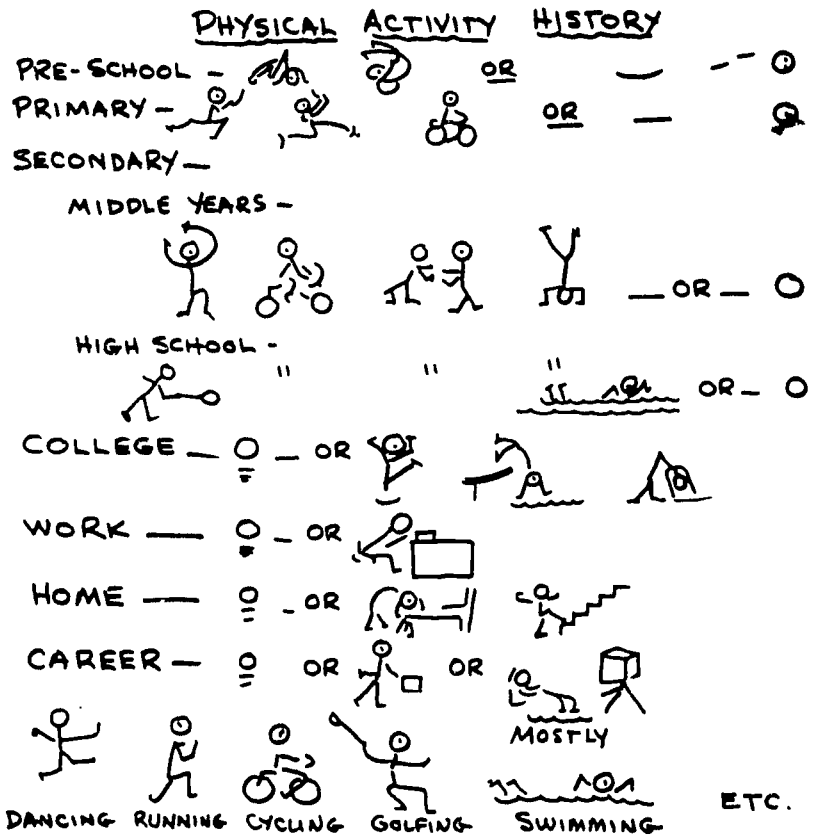 PHYSICAL ACTIVITY HISTORY
PRE-SCHOOL - OR
PRIMARY - OR
SECONDARY -
MIDDLE YEARS -
- OR -
HIGH SCHOOL -
" " "
OR -
COLLEGE - - OR
WORK - - OR
HOME - - OR
CAREER - OR OR
MOSTLY
DANCING RUNNING CYCLING GOLFING SWIMMING ETC.